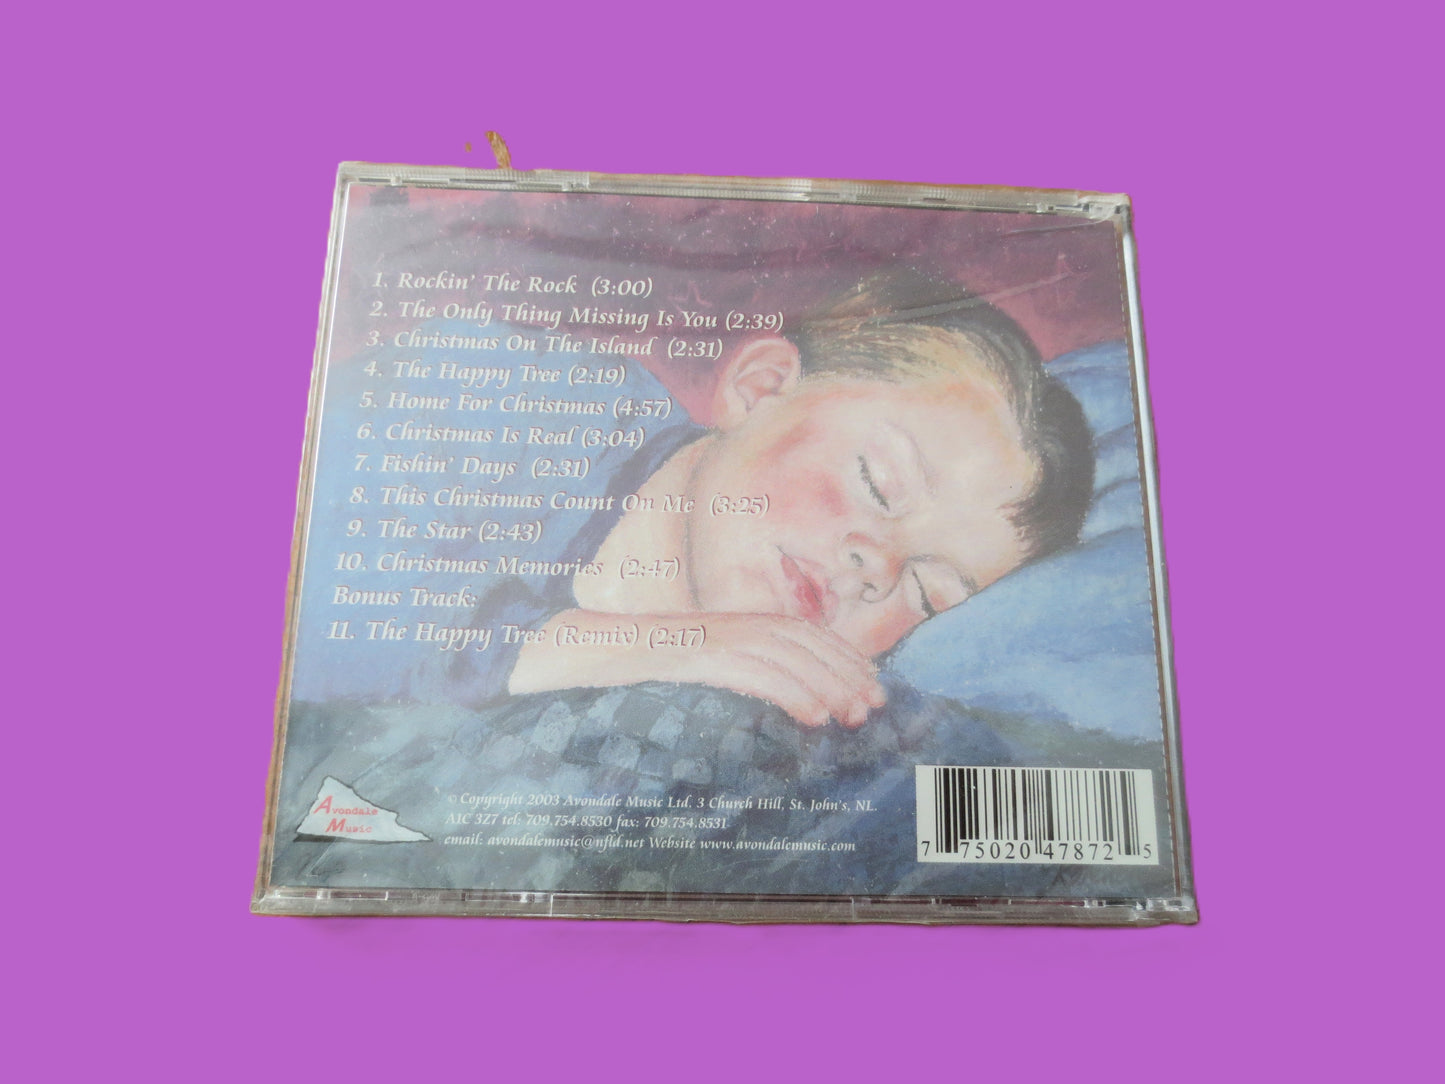 1. Rockin' The Rock (3:00)
2. The Only Thing Missing Is You (2:39)
3. Christmas On The Island (2:31)
4. The Happy Tree (2:19)
5. Home For Christmas (4:57)
6. Christmas Is Real (3:04)
7. Fishin' Days (2:31)
8. This Christmas Count On Me (3:25)
9. The Star (2:43)
10. Christmas Memories (2:47)
Bonus Track:
11. The Happy Tree (Remix) (2:17)
Avondale
Music
© Copyright 2003 Avondale Music Ltd. 3 Church Hill, St. John's, NL.
A1C 3Z7 tel: 709.754.8530 fax: 709.754.8531
email: avondalemusic@nfld.net Website www.avondalemusic.com
7 75020 47872 5